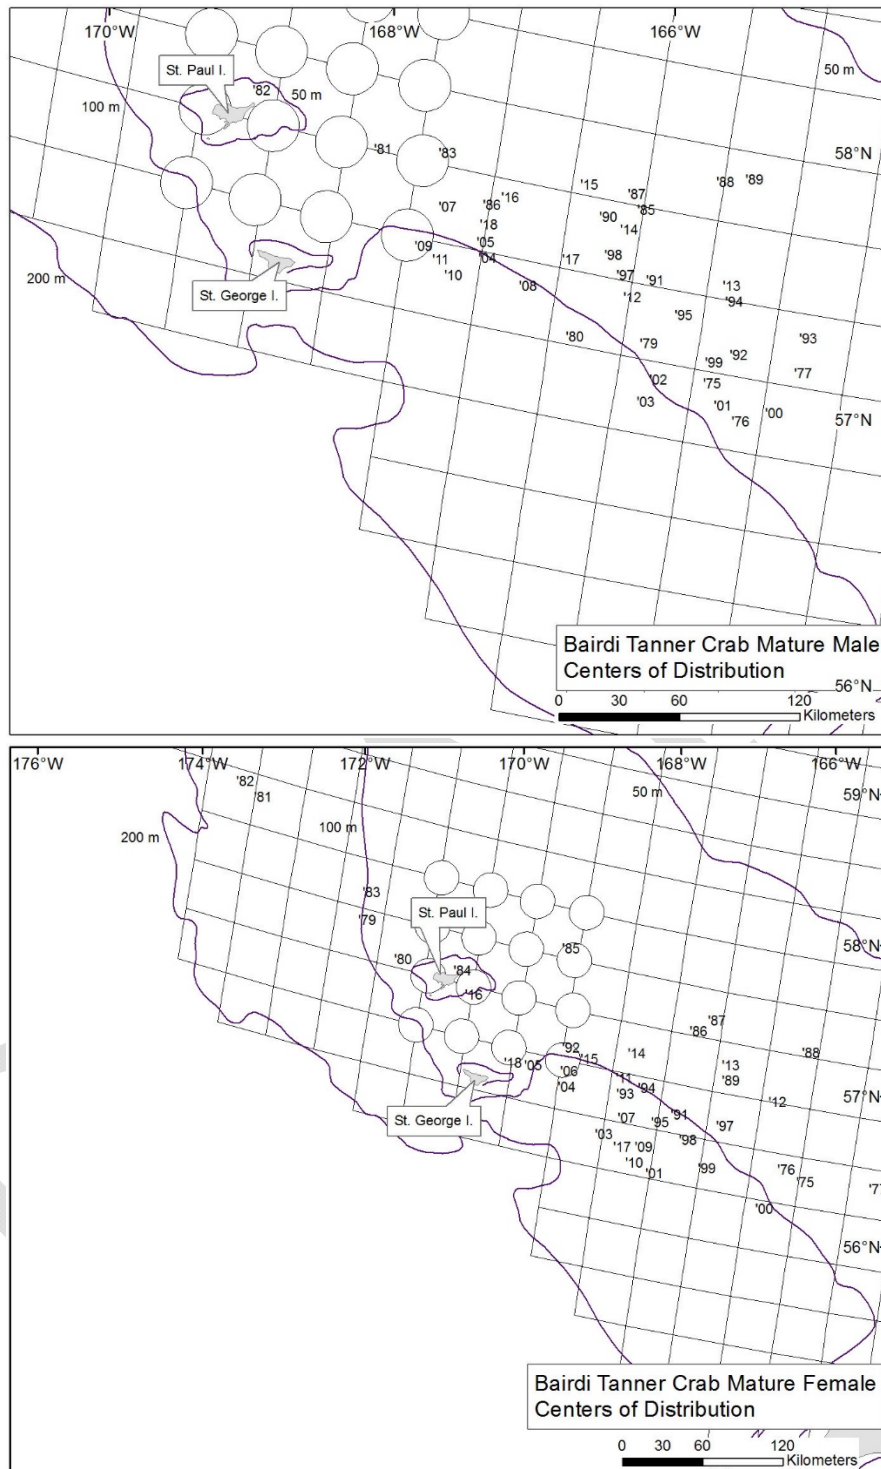 170°W 168°W 166°W
50 m
St. Paul I.
'82 50 m
100 m
'81 '83
58°N
'15 '87 '88 '89
'07 '86 '16 '85
'90
'18 '14
'09 '05
'11 '04 '17 '98
200 m
'10 '08 '97 '91 '13
St. George I.
'12 '94
'95
'80 '79 '93
'99 '92
'02 '75 '77
'03 '01 '00
'76 57°N
Bairdi Tanner Crab Mature Male
Centers of Distribution
56°N
0 30 60 120
Kilometers
176°W 174°W 172°W 170°W 168°W 166°W
'82
'81
50 m 59°N
200 m 100 m
'83
St. Paul I.
'79
'85 58°N
'80 '84
'16
'87
'86
'92 '14 '88
'18 '05 '15
'06 '11 '13
'04 '93 '94 '89
57°N
St. George I.
'07 '95 '91 '97 '12
'03 '98
'17 '09
'10 '99 '76
'01 '75
'00
56°N
Bairdi Tanner Crab Mature Female
Centers of Distribution
0 30 60 120
Kilometers